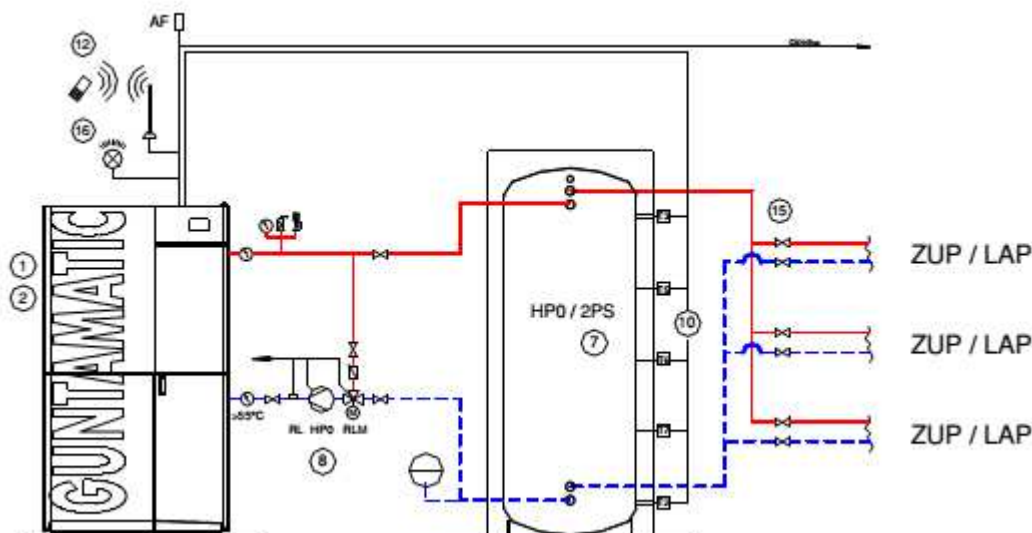 AF
12
16
GUNTAMATIC
1
2
HP0 / 2PS
7
10
15
ZUP / LAP
ZUP / LAP
ZUP / LAP
>55°C
RL HP0 RLM
M
8